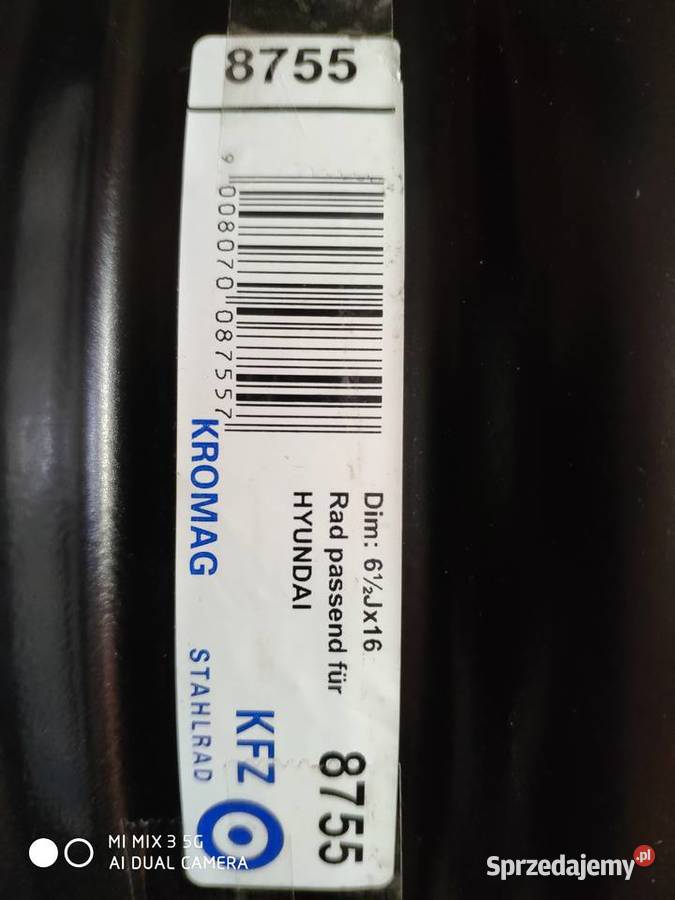 8755
9 008070 087557
Dim: 6½Jx16
Rad passend für
HYUNDAI
8755
KROMAG
KFZ
STAHLRAD
MI MIX 3 5G
AI DUAL CAMERA
Sprzedajemy.pl